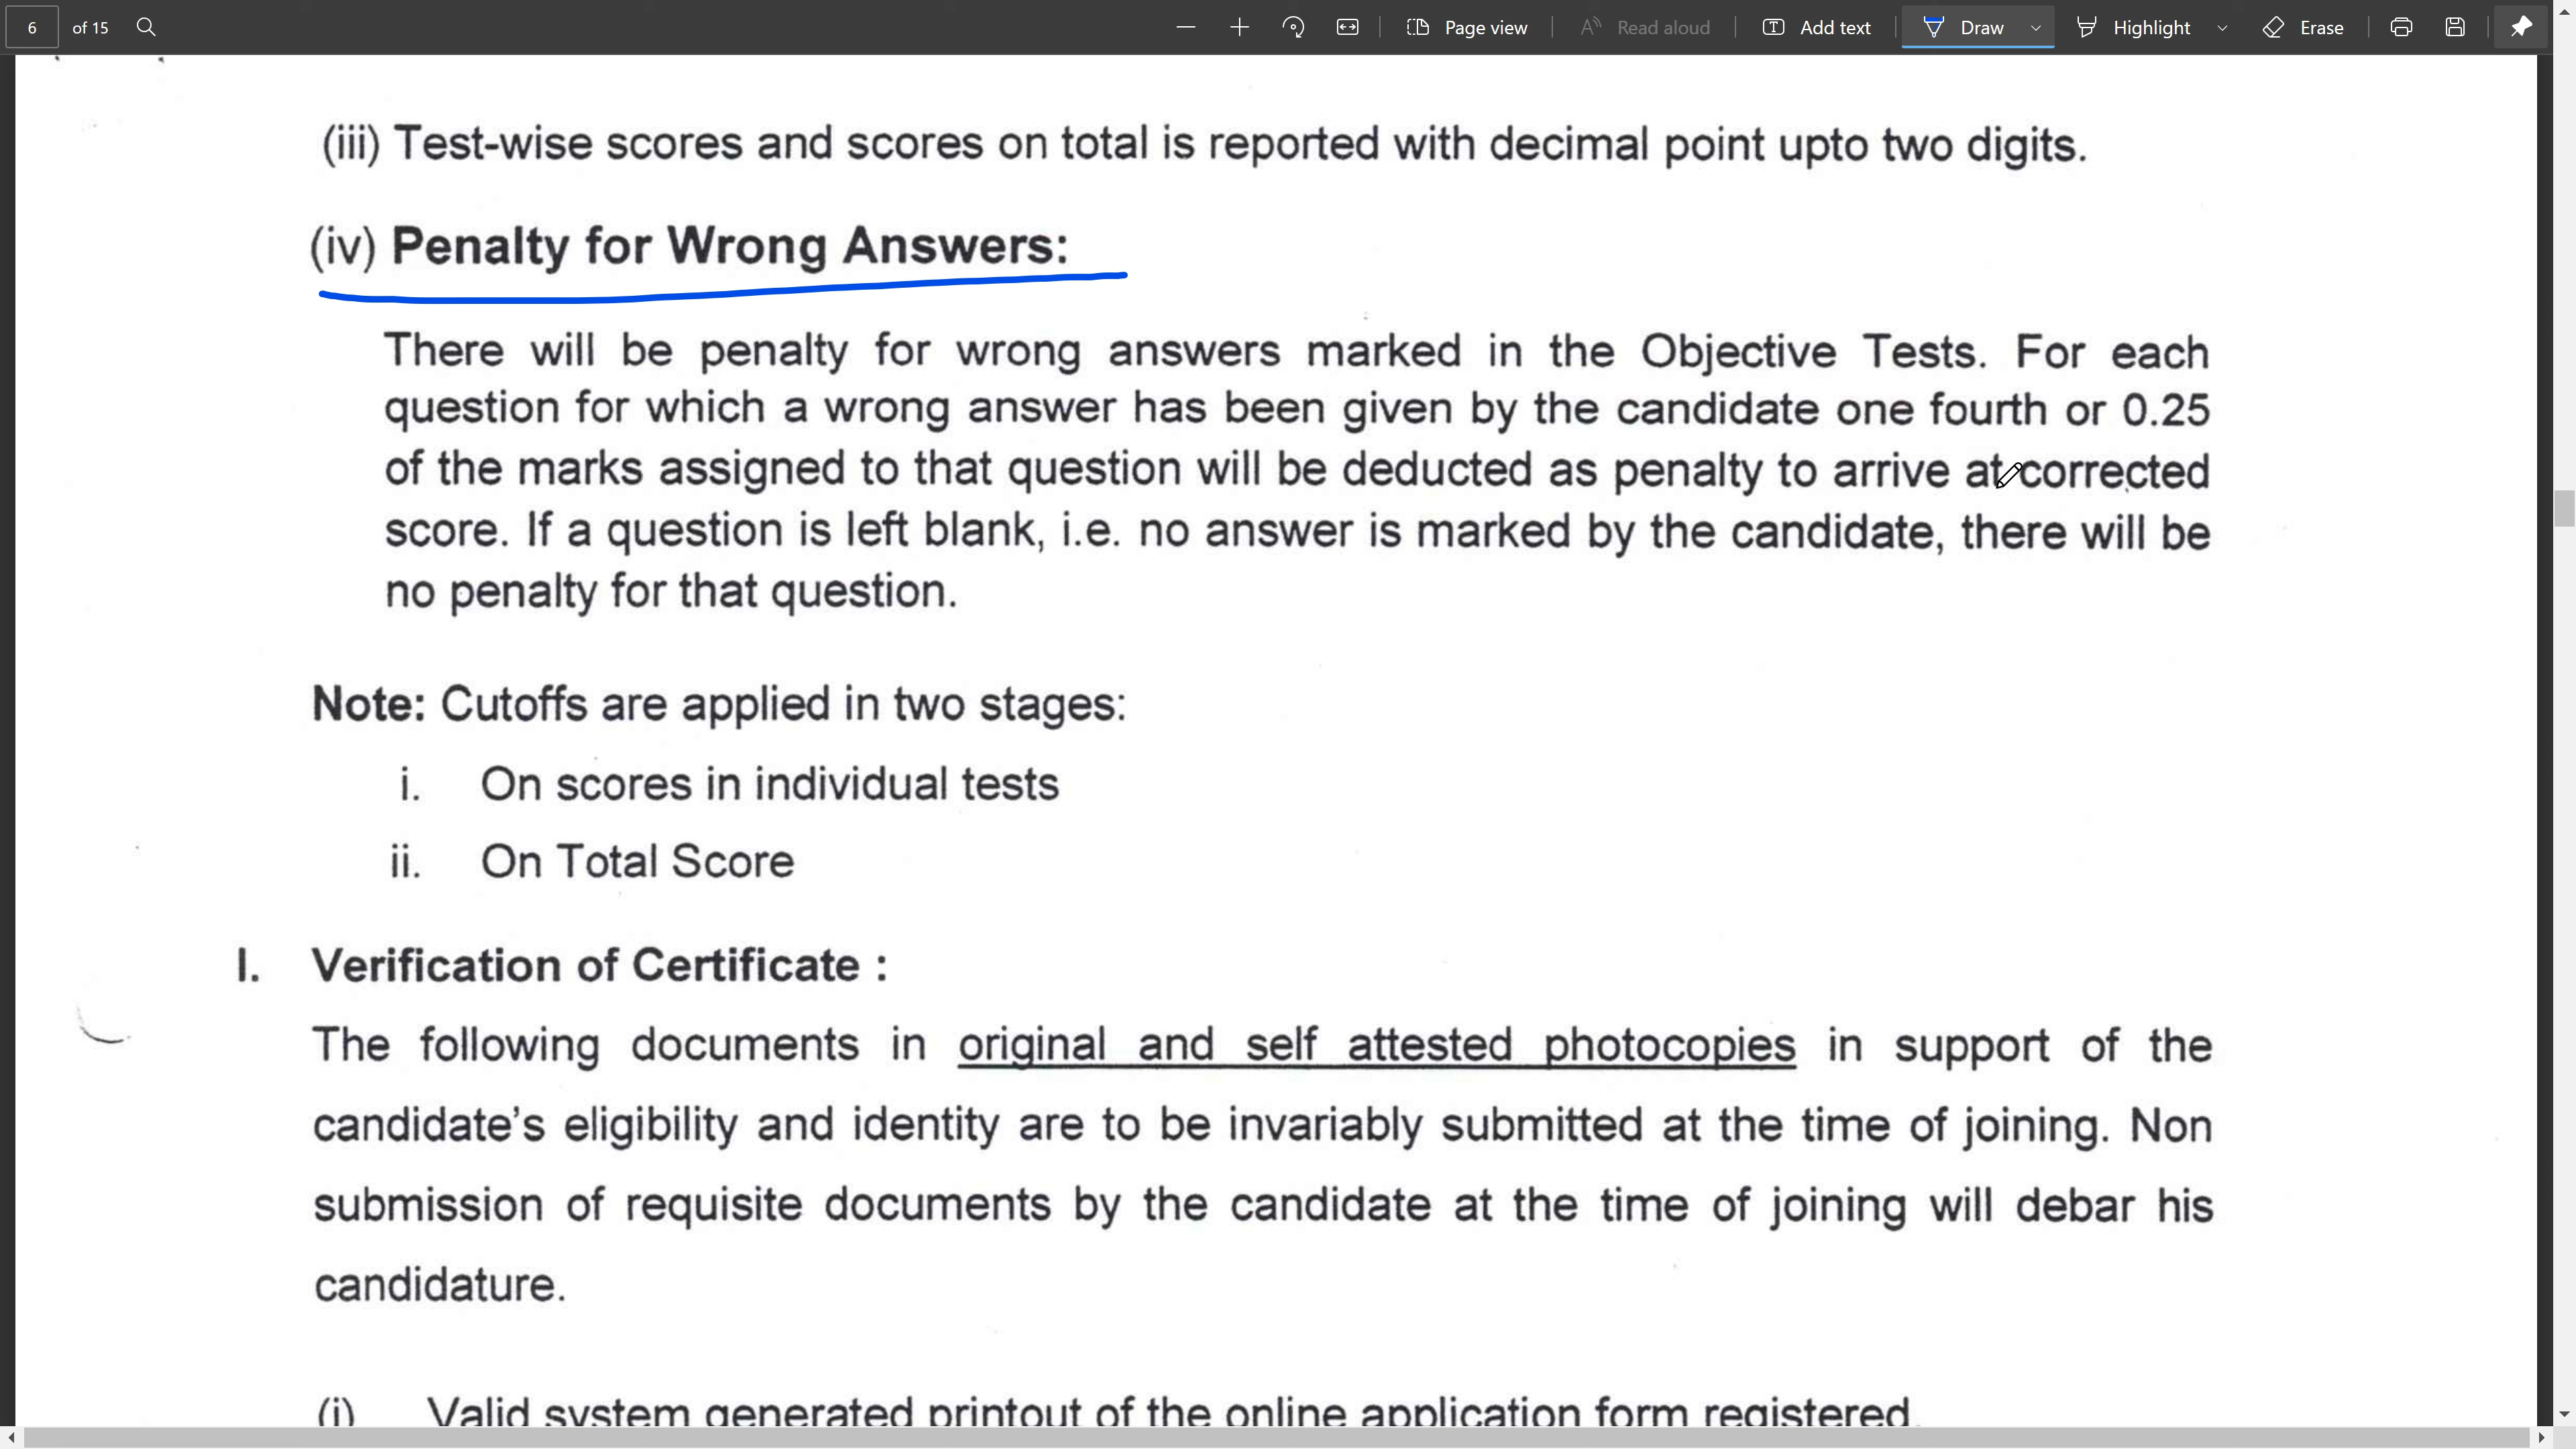 6 of 15 Page view Read aloud Add text Draw Highlight Erase
(iii) Test-wise scores and scores on total is reported with decimal point upto two digits.
(iv) Penalty for Wrong Answers:
There will be penalty for wrong answers marked in the Objective Tests. For each
question for which a wrong answer has been given by the candidate one fourth or 0.25
of the marks assigned to that question will be deducted as penalty to arrive at corrected
score. If a question is left blank, i.e. no answer is marked by the candidate, there will be
no penalty for that question.
Note: Cutoffs are applied in two stages:
i. On scores in individual tests
ii. On Total Score
I. Verification of Certificate :
The following documents in original and self attested photocopies in support of the
candidate's eligibility and identity are to be invariably submitted at the time of joining. Non
submission of requisite documents by the candidate at the time of joining will debar his
candidature.
(i) Valid system generated printout of the online application form registered.